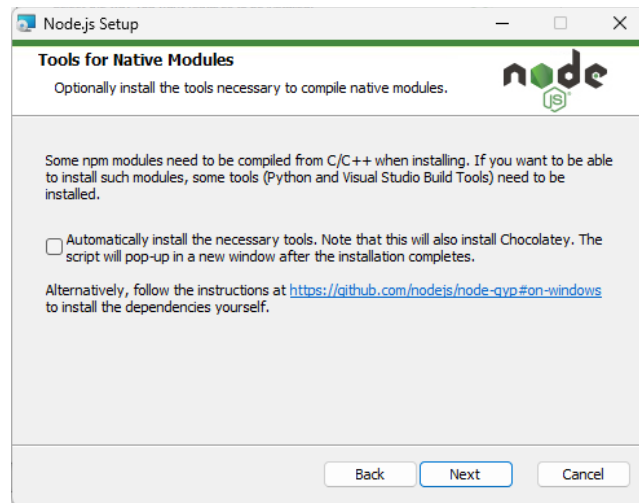 Node.js Setup
Tools for Native Modules
Optionally install the tools necessary to compile native modules.
node
JS
Some npm modules need to be compiled from C/C++ when installing. If you want to be able
to install such modules, some tools (Python and Visual Studio Build Tools) need to be
installed.
Automatically install the necessary tools. Note that this will also install Chocolatey. The
script will pop-up in a new window after the installation completes.
Alternatively, follow the instructions at https://github.com/nodejs/node-gyp#on-windows
to install the dependencies yourself.
Back Next Cancel